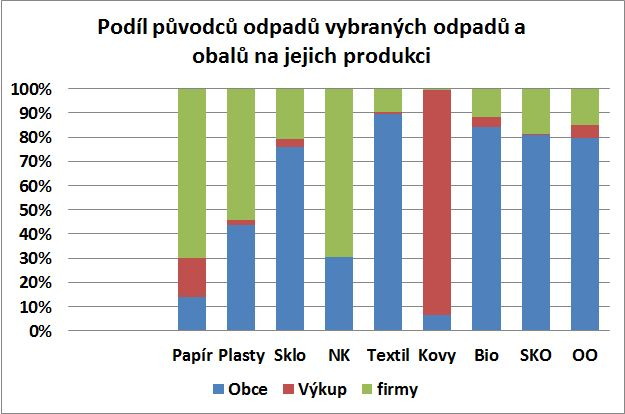 Podíl původců odpadů vybraných odpadů a
obalů na jejich produkci
100%
90%
80%
70%
60%
50%
40%
30%
20%
10%
0%
Papír Plasty Sklo NK Textil Kovy Bio SKO OO
Obce Výkup firmy